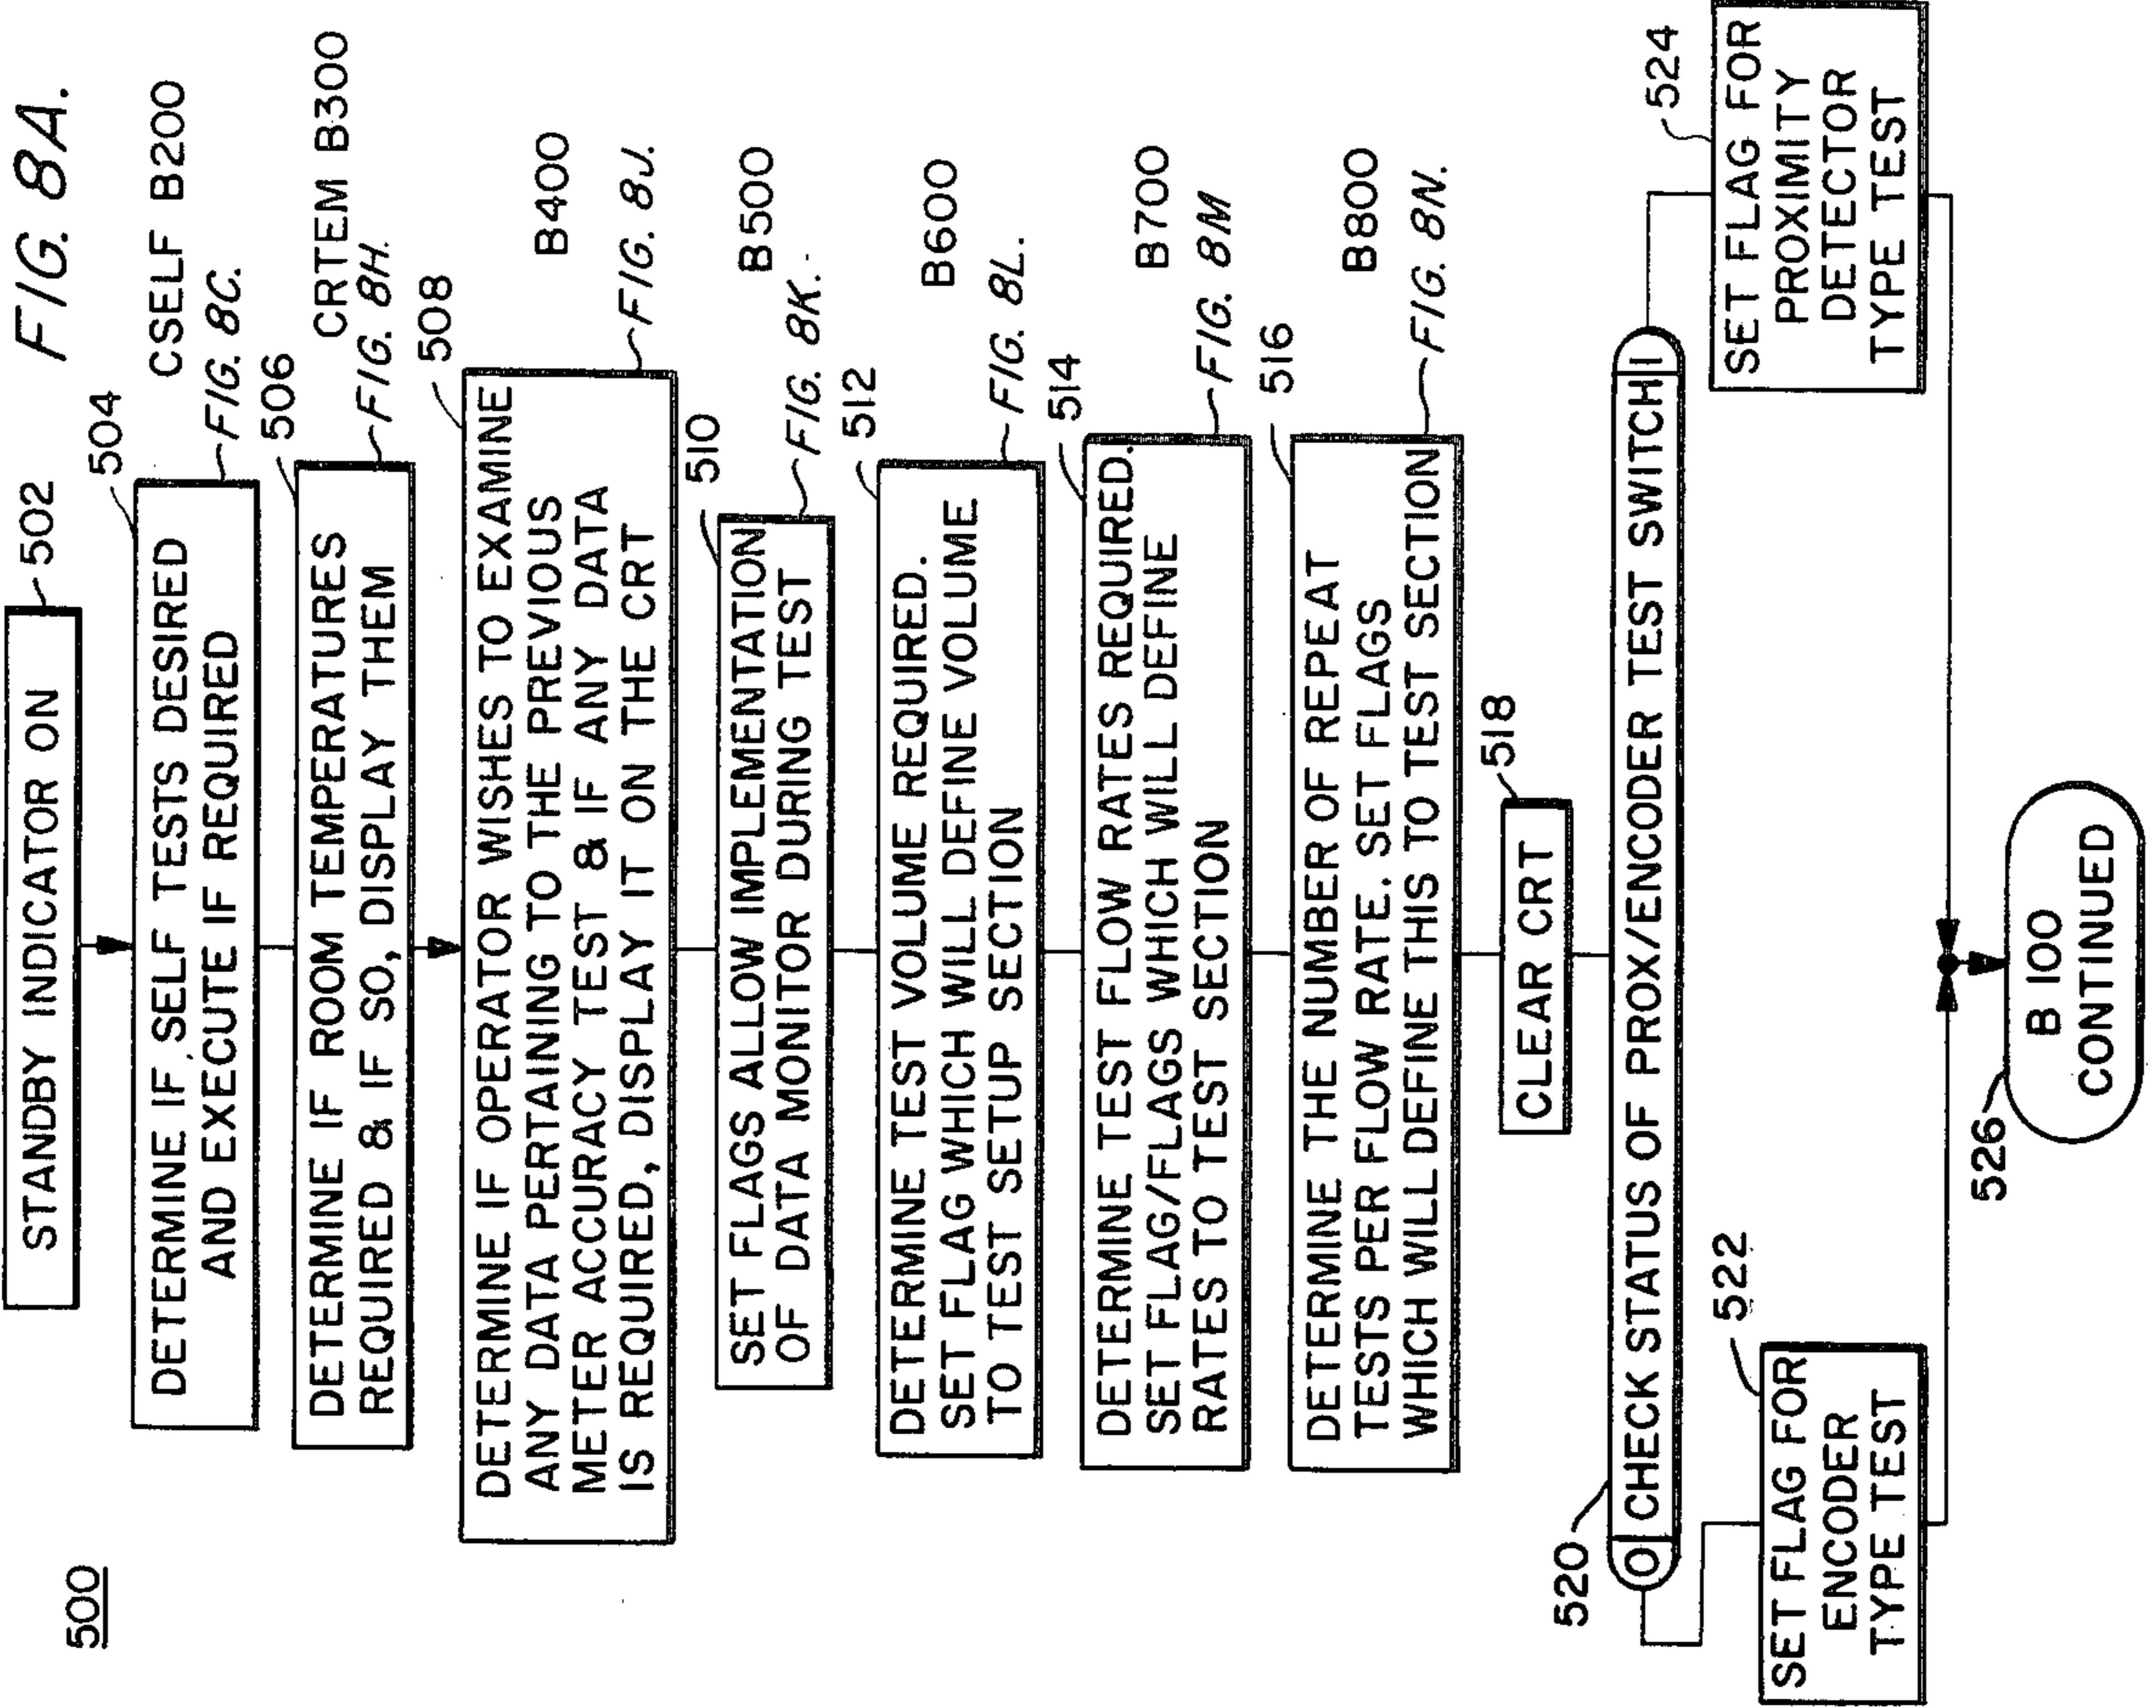 FIG. 8A.
500
STANDBY INDICATOR ON
502
504
CSELF B200
DETERMINE IF SELF TESTS DESIRED
AND EXECUTE IF REQUIRED
FIG. 8C.
506
CRTEM B300
DETERMINE IF ROOM TEMPERATURES
REQUIRED & IF SO, DISPLAY THEM
FIG. 8H.
508
DETERMINE IF OPERATOR WISHES TO EXAMINE
ANY DATA PERTAINING TO THE PREVIOUS
METER ACCURACY TEST & IF ANY DATA
IS REQUIRED, DISPLAY IT ON THE CRT
B400
FIG. 8J.
510
SET FLAGS ALLOW IMPLEMENTATION
OF DATA MONITOR DURING TEST
B500
FIG. 8K.
512
DETERMINE TEST VOLUME REQUIRED.
SET FLAG WHICH WILL DEFINE VOLUME
TO TEST SETUP SECTION
B600
FIG. 8L.
514
DETERMINE TEST FLOW RATES REQUIRED.
SET FLAG/FLAGS WHICH WILL DEFINE
RATES TO TEST SECTION
B700
FIG. 8M
516
DETERMINE THE NUMBER OF REPEAT
TESTS PER FLOW RATE. SET FLAGS
WHICH WILL DEFINE THIS TO TEST SECTION
B800
FIG. 8N.
518
CLEAR CRT
520
0 CHECK STATUS OF PROX/ENCODER TEST SWITCH 1
522
SET FLAG FOR
ENCODER
TYPE TEST
524
SET FLAG FOR
PROXIMITY
DETECTOR
TYPE TEST
526
B 100
CONTINUED